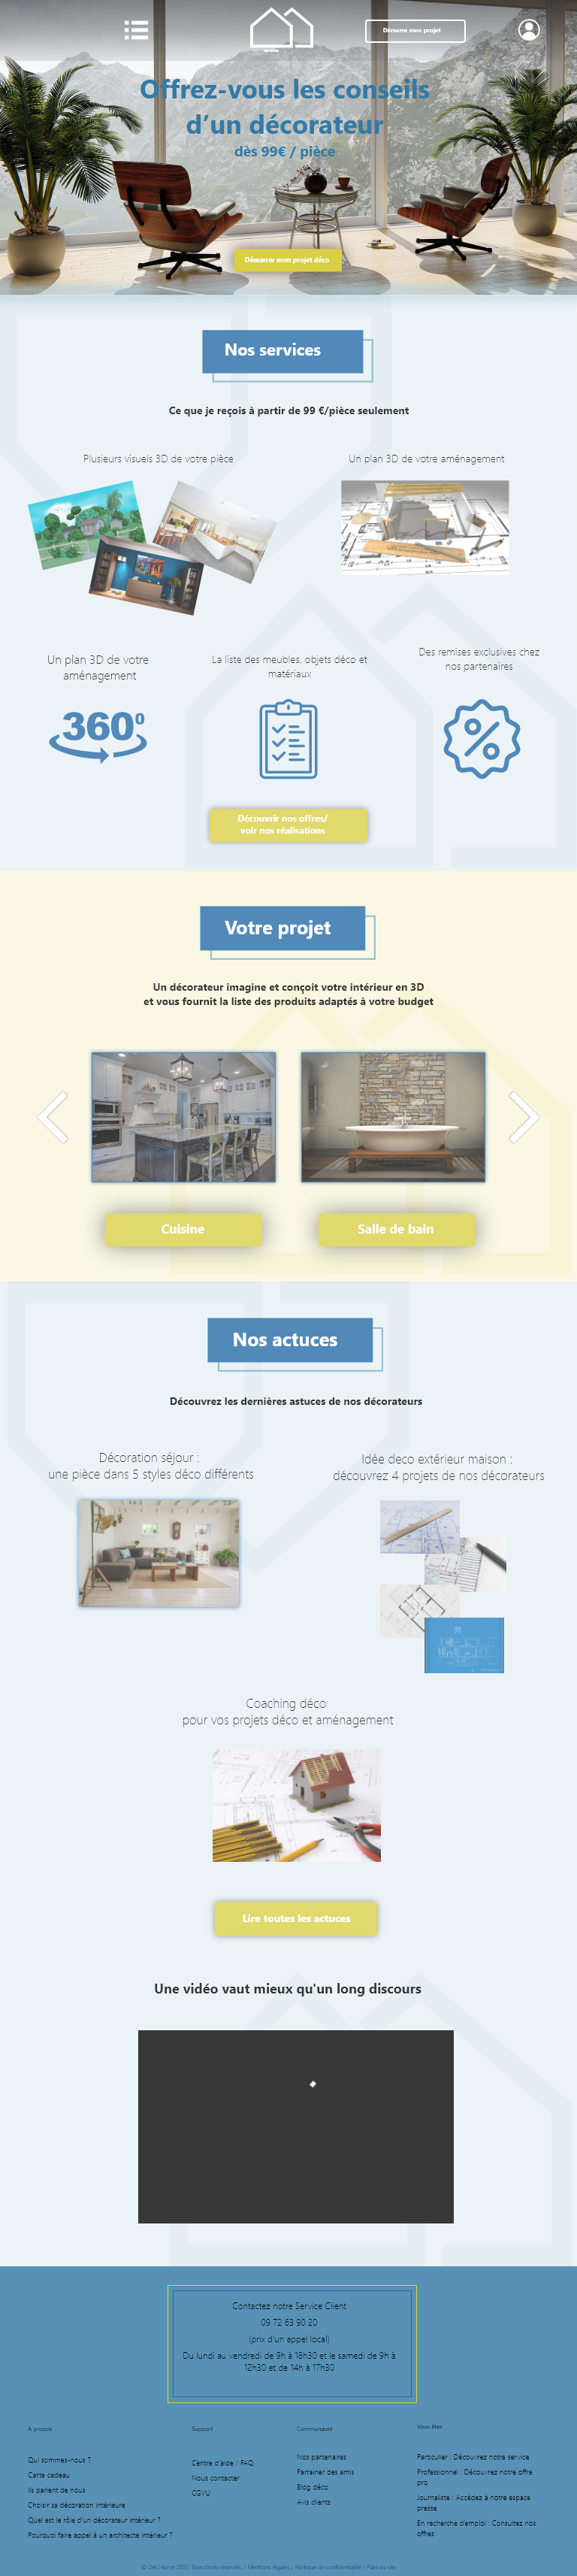 Démarre mon projet
Offrez-vous les conseils
d’un décorateur
dès 99€ / pièce
Démarrer mon projet déco
Nos services
Ce que je reçois à partir de 99 €/pièce seulement
Plusieurs visuels 3D de votre pièce
Un plan 3D de votre aménagement
Un plan 3D de votre
aménagement
La liste des meubles, objets déco et
matériaux
Des remises exclusives chez
nos partenaires
360°
Découvrir nos offres/
voir nos réalisations
Votre projet
Un décorateur imagine et conçoit votre intérieur en 3D
et vous fournit la liste des produits adaptés à votre budget
Cuisine
Salle de bain
Nos actuces
Découvrez les dernières astuces de nos décorateurs
Décoration séjour :
une pièce dans 5 styles déco différents
Idée deco extérieur maison :
découvrez 4 projets de nos décorateurs
Coaching déco
pour vos projets déco et aménagement
Lire toutes les actuces
Une vidéo vaut mieux qu'un long discours
Contactez notre Service Client
09 72 63 90 20
(prix d'un appel local)
Du lundi au vendredi de 9h à 18h30 et le samedi de 9h à
12h30 et de 14h à 17h30
A propos
Qui sommes-nous ?
Carte cadeau
Ils parlent de nous
Choisir sa décoration intérieure
Quel est le rôle d'un décorateur intérieur ?
Pourquoi faire appel à un architecte intérieur ?
Support
Centre d'aide / FAQ
Nous contacter
CGVU
Communauté
Nos partenaires
Parrainer des amis
Blog déco
Avis clients
Vous êtes
Particulier : Découvrez notre service
Professionnel : Découvrez notre offre
pro
Journaliste : Accédez à notre espace
presse
En recherche d'emploi : Consultez nos
offres
2022. Tous droits réservés. / Mentions légales / Politique de confidentialité / Plan du site